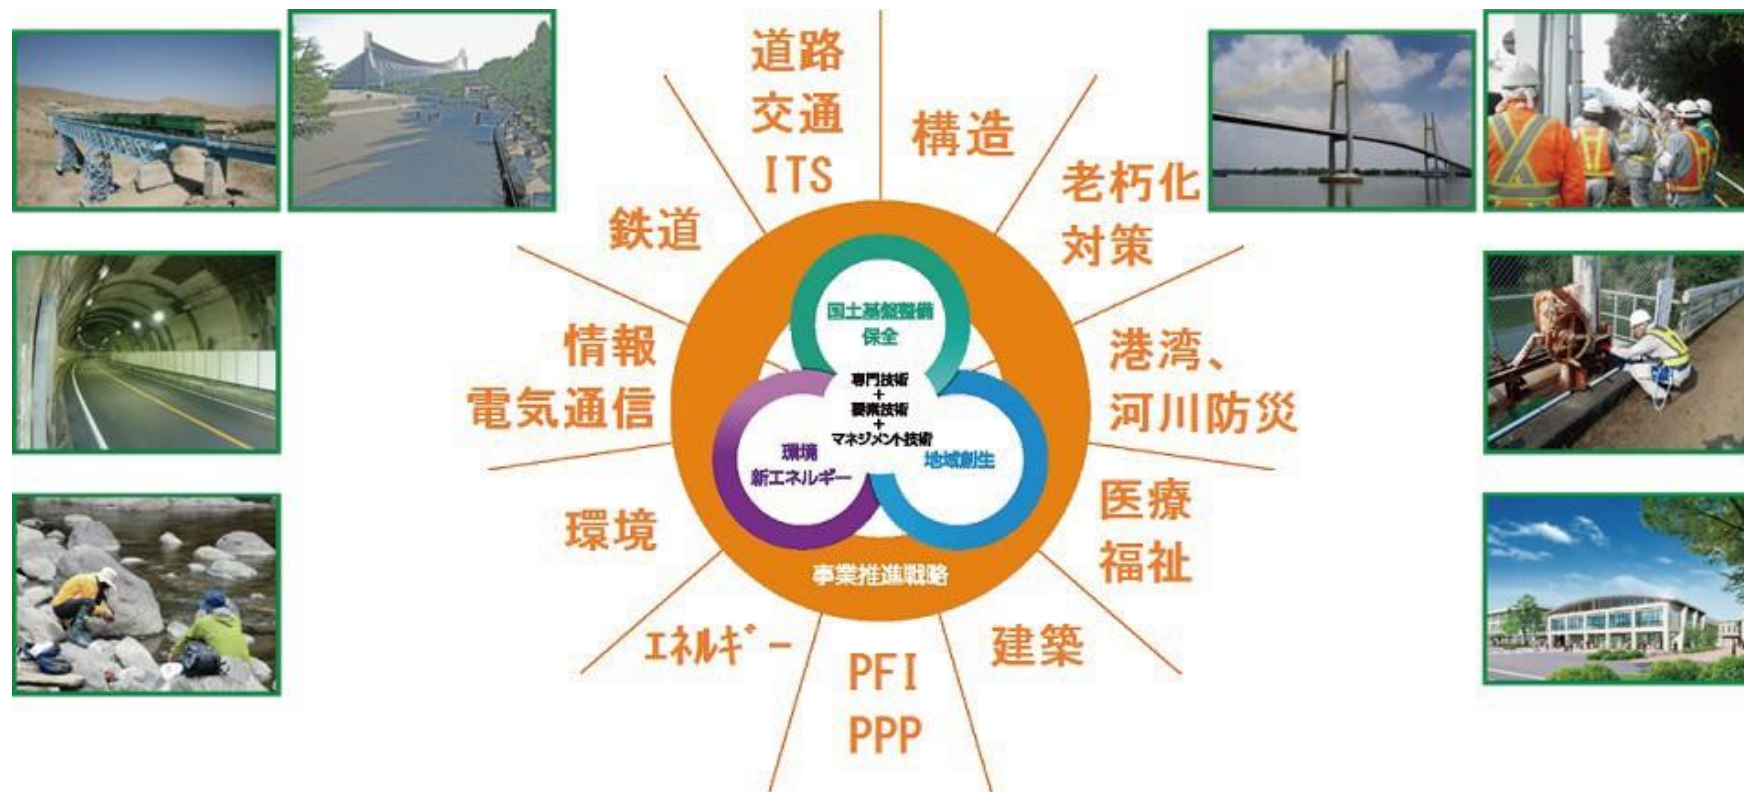 道路
交通
ITS
構造
老朽化
対策
港湾、
河川防災
医療
福祉
建築
PFI
PPP
ｴﾈﾙｷﾞｰ
環境
情報
電気通信
鉄道
国土基盤整備
保全
専門技術
+
要素技術
+
マネジメント技術
環境
新エネルギー
地域創生
事業推進戦略